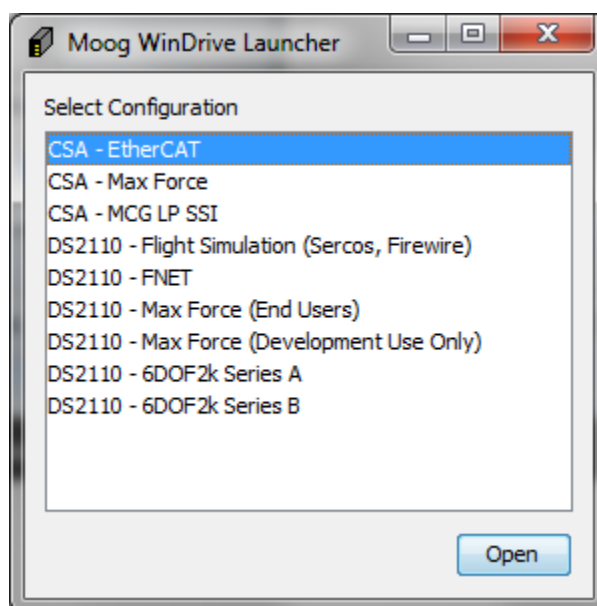 Moog WinDrive Launcher
Select Configuration
CSA - EtherCAT
CSA - Max Force
CSA - MCG LP SSI
DS2110 - Flight Simulation (Sercos, Firewire)
DS2110 - FNET
DS2110 - Max Force (End Users)
DS2110 - Max Force (Development Use Only)
DS2110 - 6DOF2k Series A
DS2110 - 6DOF2k Series B
Open